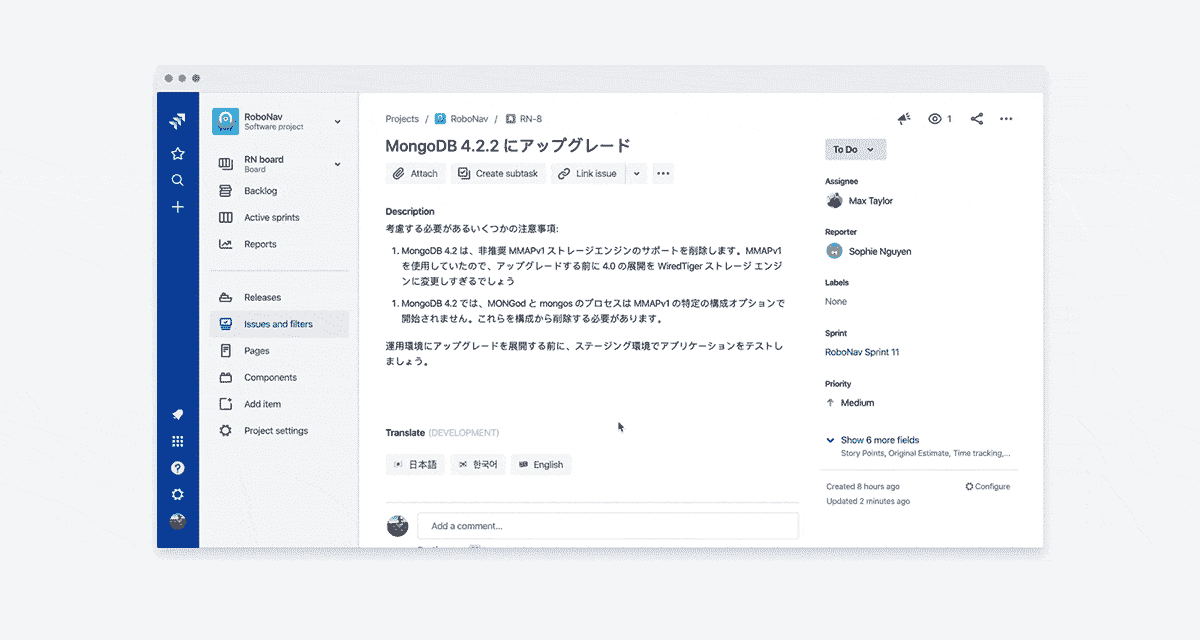 RoboNav
Software project
RN board
Board
Backlog
Active sprints
Reports
Releases
Issues and filters
Pages
Components
Add item
Project settings
Projects / RoboNav / RN-8
1
MongoDB 4.2.2 にアップグレード
Attach
Create subtask
Link issue
Description
考慮する必要があるいくつかの注意事項:
1. MongoDB 4.2 は、非推奨 MMAPv1 ストレージエンジンのサポートを削除します。MMAPv1
を使用していたので、アップグレードする前に 4.0 の展開を WiredTiger ストレージ エンジ
ンに変更しすぎるでしょう
1. MongoDB 4.2 では、MONGod と mongos のプロセスは MMAPv1 の特定の構成オプションで
開始されません。これらを構成から削除する必要があります。
運用環境にアップグレードを展開する前に、ステージング環境でアプリケーションをテストし
ましょう。
Translate (DEVELOPMENT)
日本語
한국어
English
Add a comment...
To Do
Assignee
Max Taylor
Reporter
Sophie Nguyen
Labels
None
Sprint
RoboNav Sprint 11
Priority
Medium
Show 6 more fields
Story Points, Original Estimate, Time tracking,...
Created 8 hours ago
Configure
Updated 2 minutes ago